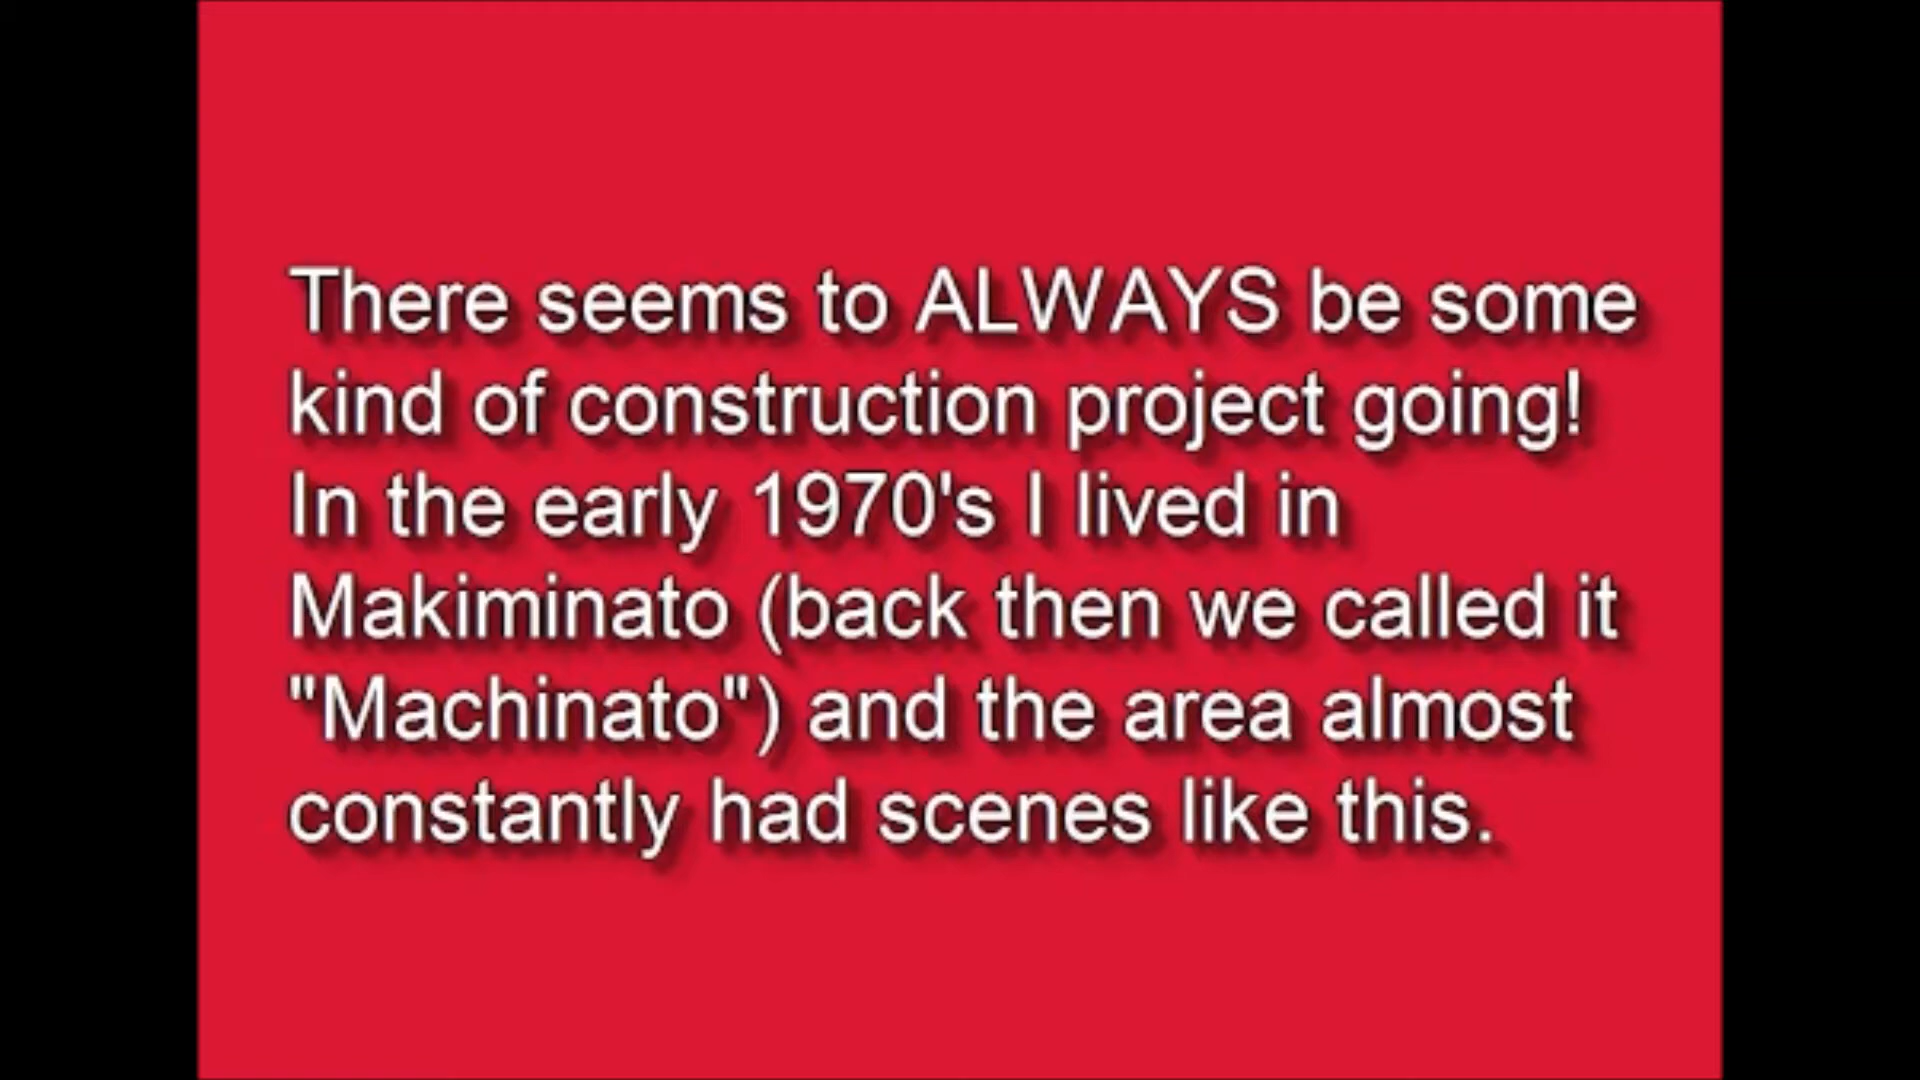 There seems to ALWAYS be some
kind of construction project going!
In the early 1970's I lived in
Makiminato (back then we called it
"Machinato") and the area almost
constantly had scenes like this.